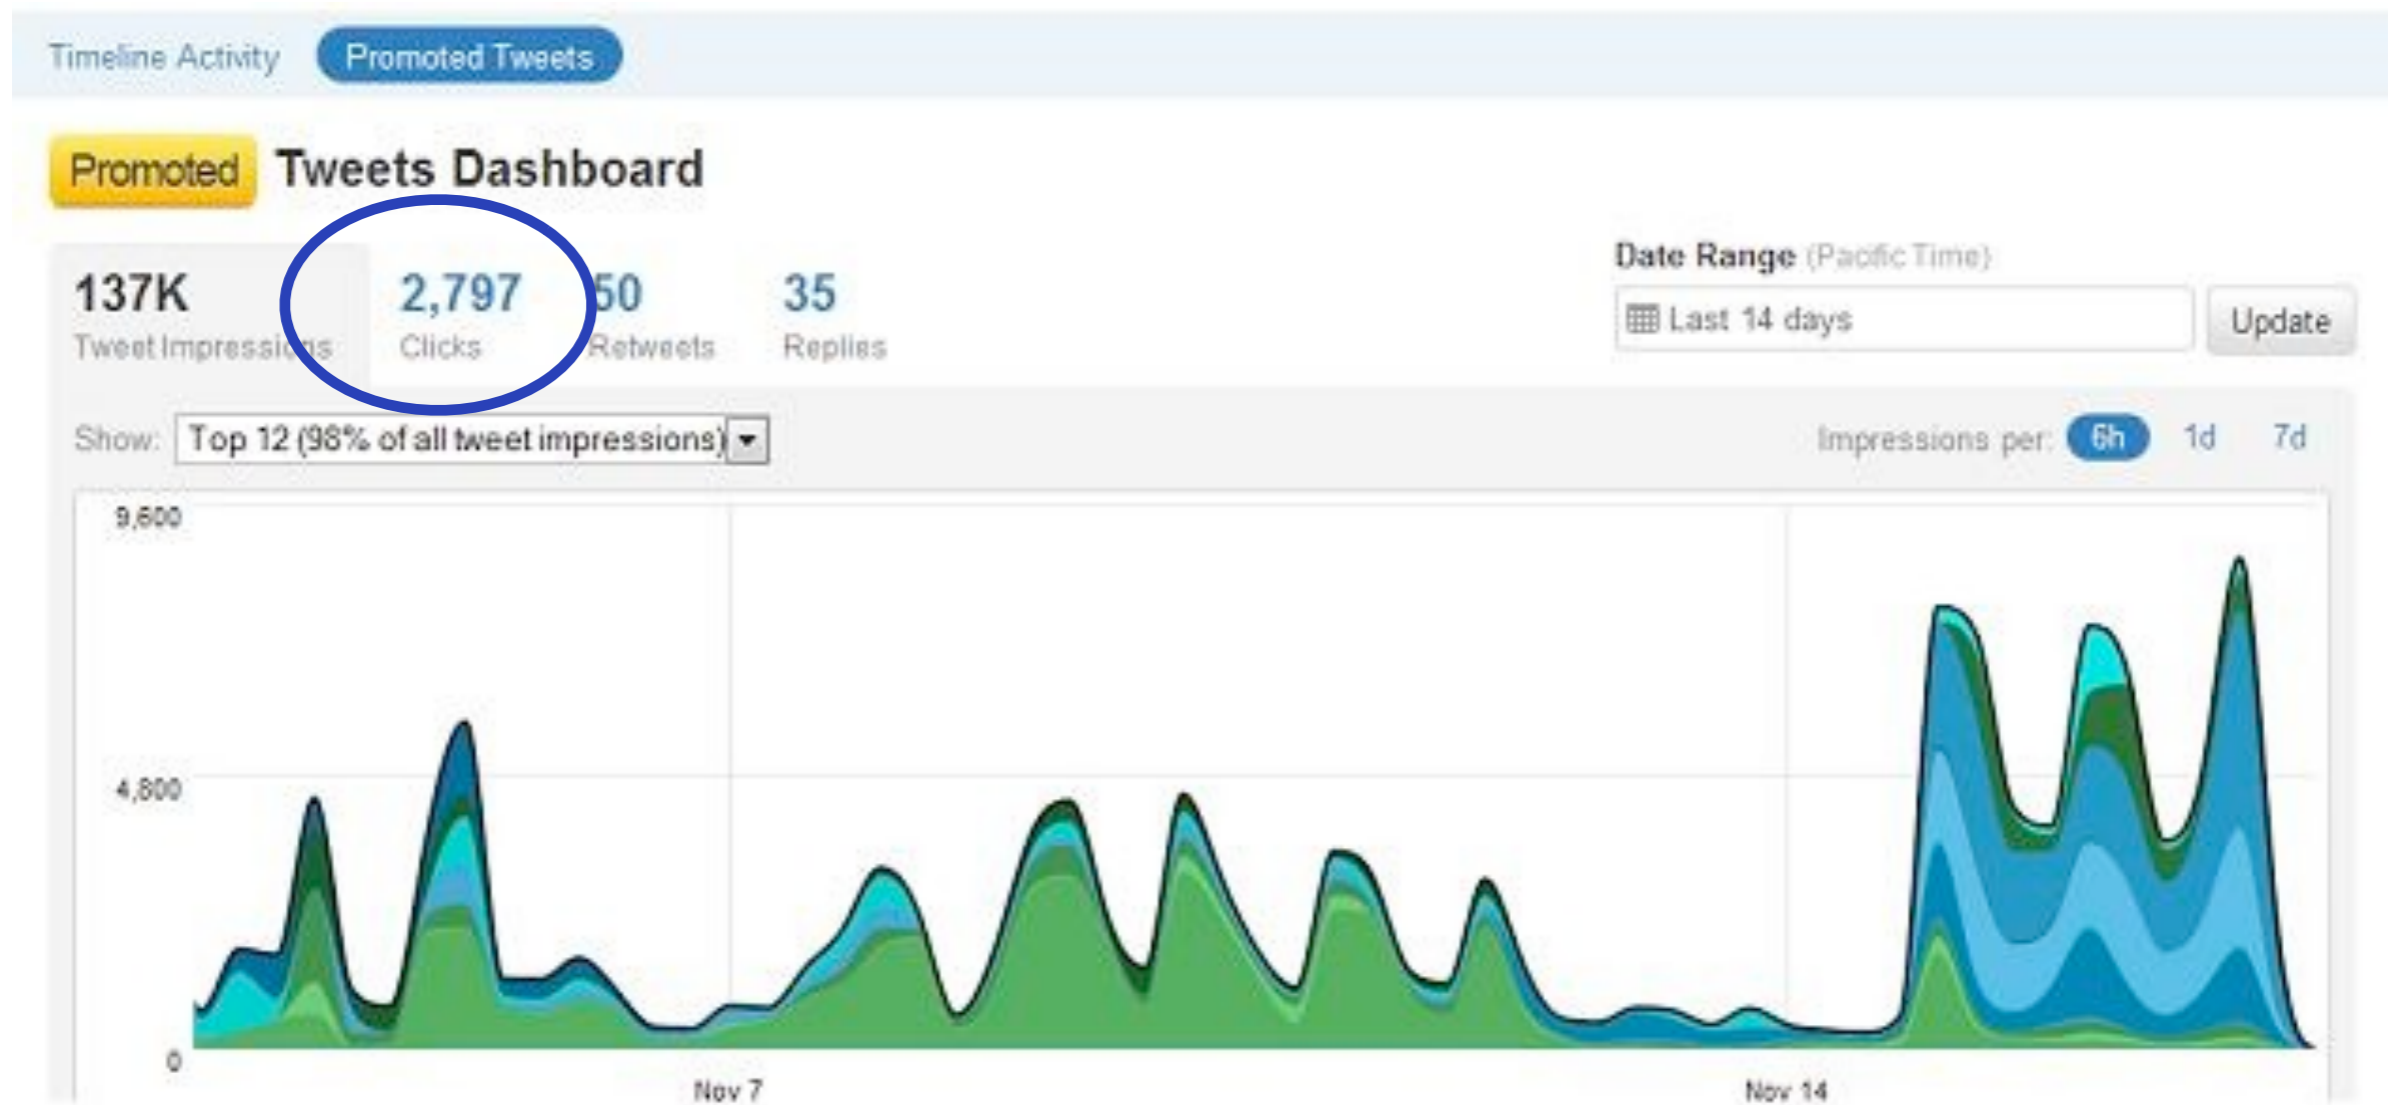 Timeline Activity Promoted Tweets
Promoted Tweets Dashboard
137K 2,797 50 35
Tweet Impressions Clicks Retweets Replies
Date Range (Pacific Time)
Last 14 days Update
Show: Top 12 (98% of all tweet impressions) Impressions per: 6h 1d 7d
9,600
4,800
0
Nov 7 Nov 14